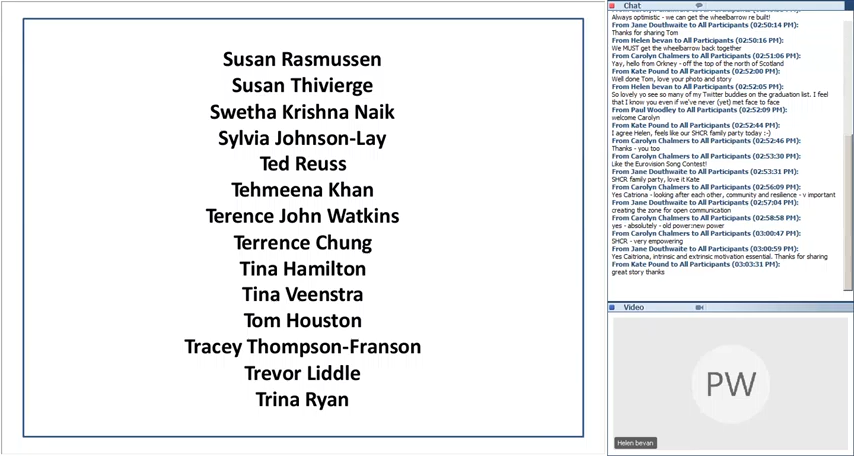 Susan Rasmussen
Susan Thivierge
Swetha Krishna Naik
Sylvia Johnson-Lay
Ted Reuss
Tehmeena Khan
Terence John Watkins
Terrence Chung
Tina Hamilton
Tina Veenstra
Tom Houston
Tracey Thompson-Franson
Trevor Liddle
Trina Ryan
Chat
Always optimistic - we can get the wheelbarrow re built!
From Jane Douthwaite to All Participants (02:50:14 PM):
Thanks for sharing Tom
From Helen bevan to All Participants (02:50:16 PM):
We MUST get the wheelbarrow back together
From Carolyn Chalmers to All Participants (02:51:06 PM):
Yay, hello from Orkney - off the top of the north of Scotland
From Kate Pound to All Participants (02:52:00 PM):
Well done Tom, love your photo and story
From Helen bevan to All Participants (02:52:05 PM):
So lovely yo see so many of my Twitter buddies on the graduation list. I feel
that I know you even if we've never (yet) met face to face
From Paul Woodley to All Participants (02:52:09 PM):
welcome Carolyn
From Kate Pound to All Participants (02:52:44 PM):
I agree Helen, feels like our SHCR family party today :-)
From Carolyn Chalmers to All Participants (02:52:46 PM):
Thanks - you too
From Carolyn Chalmers to All Participants (02:53:30 PM):
Like the Eurovision Song Contest!
From Jane Douthwaite to All Participants (02:53:31 PM):
SHCR family party, love it Kate
From Carolyn Chalmers to All Participants (02:56:09 PM):
Yes Catriona - looking after each other, community and resilience - v important
From Jane Douthwaite to All Participants (02:57:04 PM):
creating the zone for open communication
From Carolyn Chalmers to All Participants (02:58:58 PM):
yes - absolutely - old power:new power
From Carolyn Chalmers to All Participants (03:00:47 PM):
SHCR - very empowering
From Jane Douthwaite to All Participants (03:00:59 PM):
Yes Caitriona, intrinsic and extrinsic motivation essential. Thanks for sharing
From Kate Pound to All Participants (03:03:31 PM):
great story thanks
Video
PW
Helen bevan